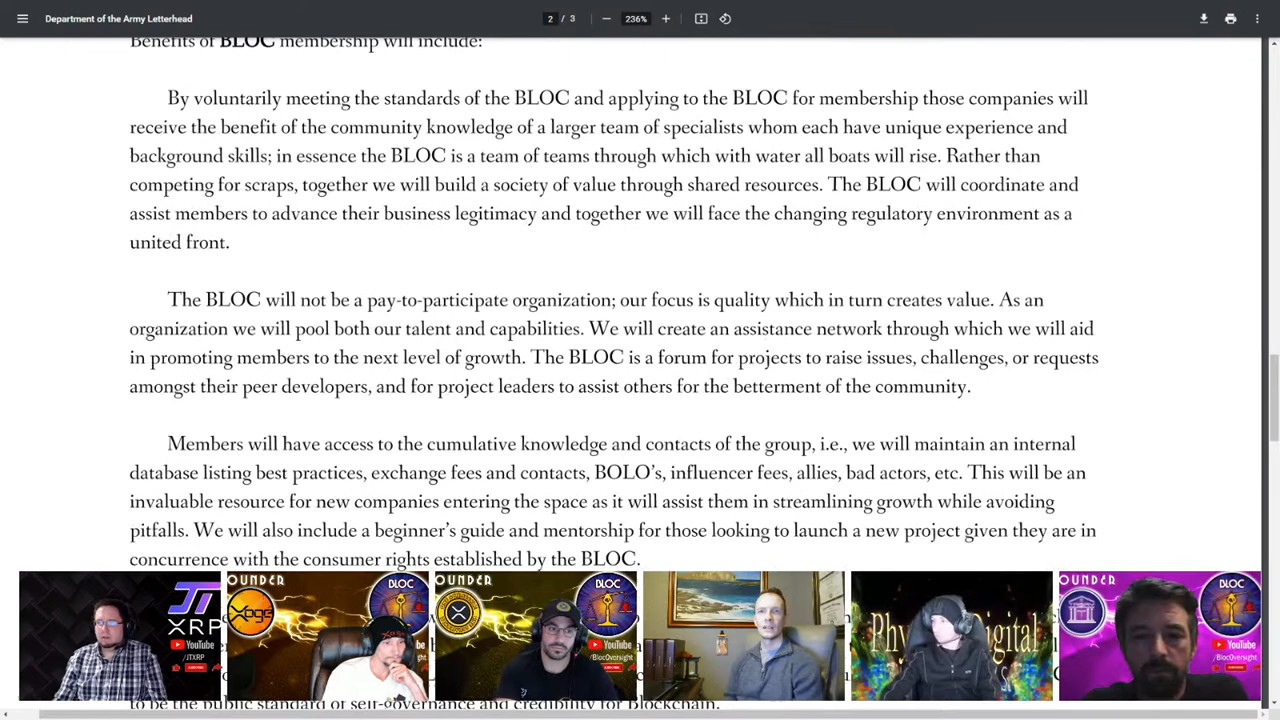 Department of the Army Letterhead
2 / 3
236%
Benefits of BLOC membership will include:
By voluntarily meeting the standards of the BLOC and applying to the BLOC for membership those companies will
receive the benefit of the community knowledge of a larger team of specialists whom each have unique experience and
background skills; in essence the BLOC is a team of teams through which with water all boats will rise. Rather than
competing for scraps, together we will build a society of value through shared resources. The BLOC will coordinate and
assist members to advance their business legitimacy and together we will face the changing regulatory environment as a
united front.
The BLOC will not be a pay-to-participate organization; our focus is quality which in turn creates value. As an
organization we will pool both our talent and capabilities. We will create an assistance network through which we will aid
in promoting members to the next level of growth. The BLOC is a forum for projects to raise issues, challenges, or requests
amongst their peer developers, and for project leaders to assist others for the betterment of the community.
Members will have access to the cumulative knowledge and contacts of the group, i.e., we will maintain an internal
database listing best practices, exchange fees and contacts, BOLO's, influencer fees, allies, bad actors, etc. This will be an
invaluable resource for new companies entering the space as it will assist them in streamlining growth while avoiding
pitfalls. We will also include a beginner's guide and mentorship for those looking to launch a new project given they are in
concurrence with the consumer rights established by the BLOC.
to be the public standard of self-governance and credibility for Blockchain.
JT
XRP
YouTube
/JTXRP
OUNDER
BLOC
OUNDER
BLOC
YouTube
/BlocOversight
OUNDER
BLOC
YouTube
/BlocOversight